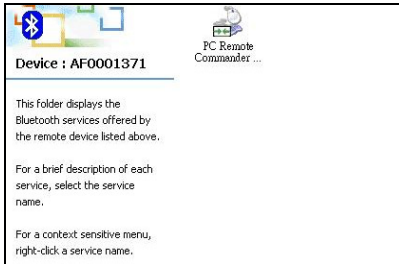 Device : AF0001371
This folder displays the
Bluetooth services offered by
the remote device listed above.
For a brief description of each
service, select the service
name.
For a context sensitive menu,
right-click a service name.
PC Remote
Commander ...